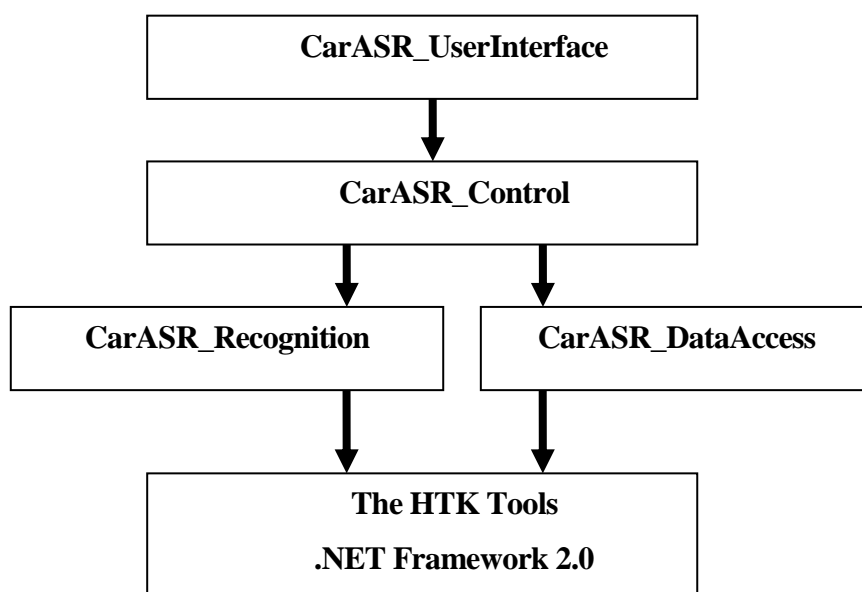 CarASR_UserInterface
CarASR_Control
CarASR_Recognition
CarASR_DataAccess
The HTK Tools
.NET Framework 2.0